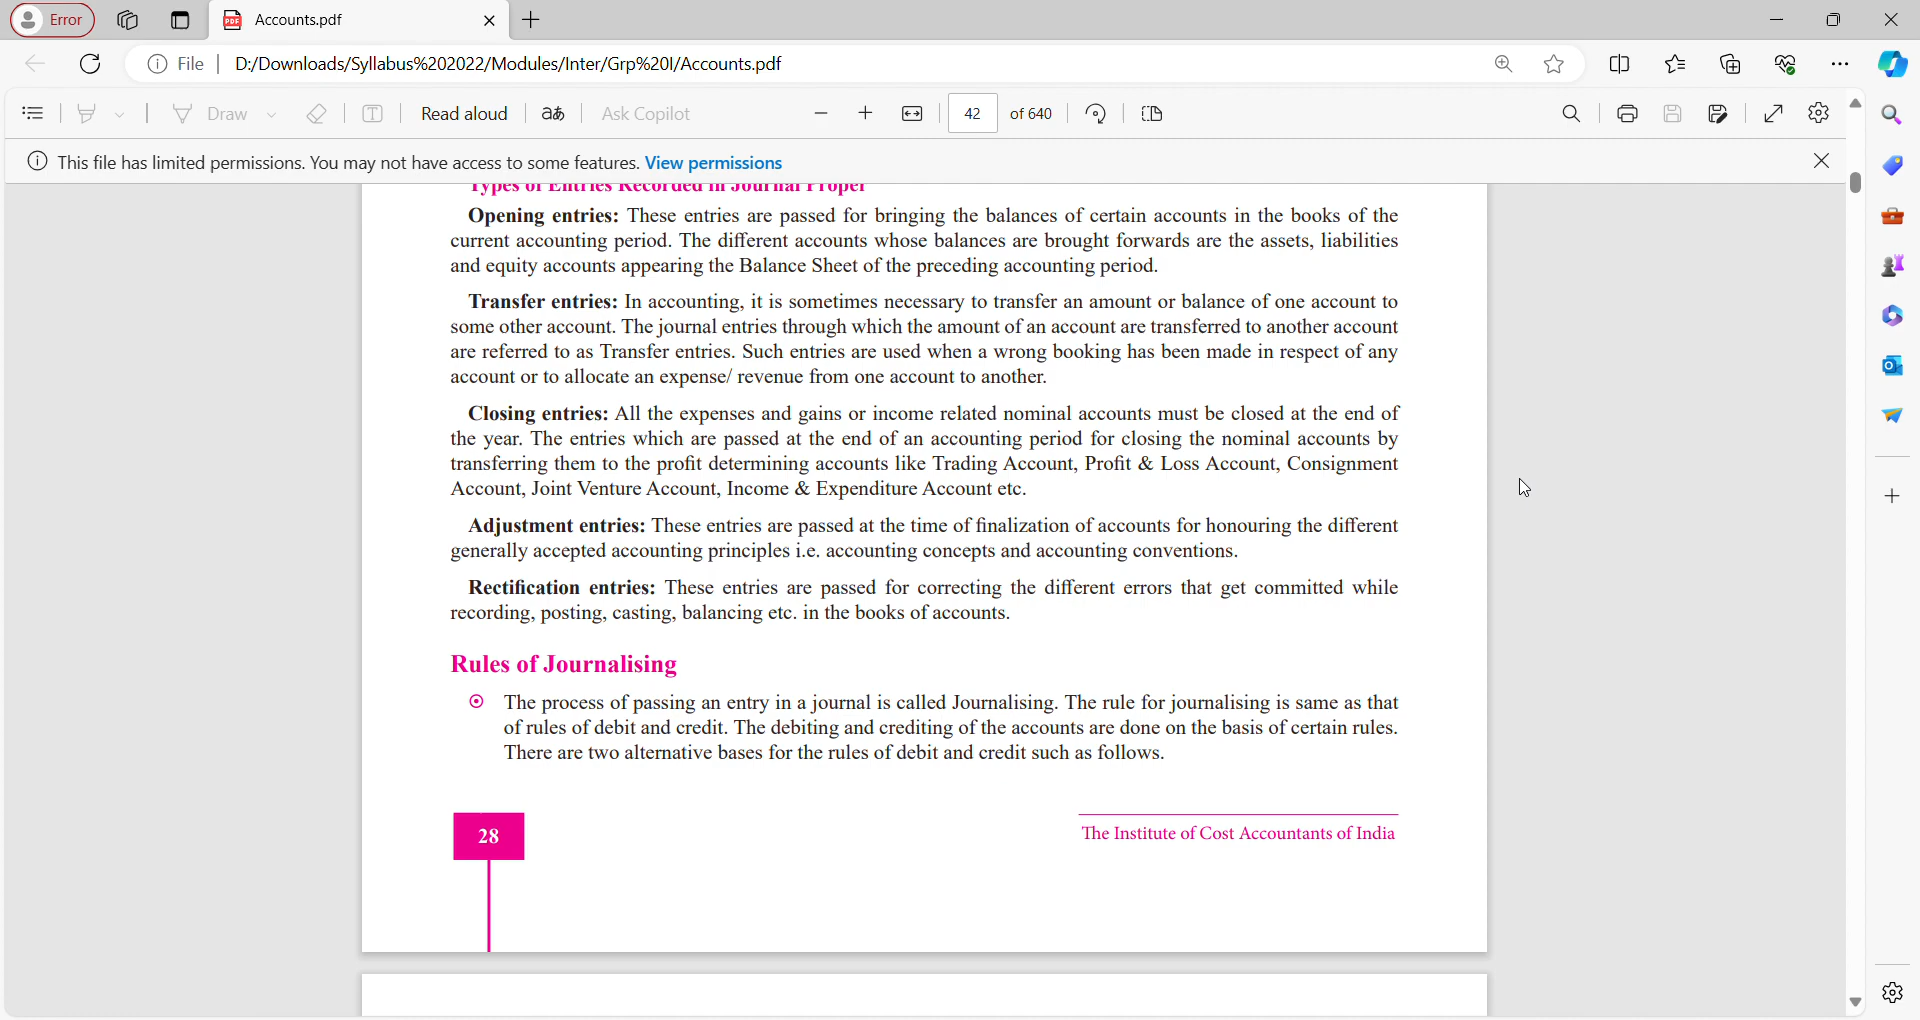 Error
Accounts.pdf
File
D:/Downloads/Syllabus%202022/Modules/Inter/Grp%20I/Accounts.pdf
Draw
Read aloud
aあ
Ask Copilot
42 of 640
This file has limited permissions. You may not have access to some features. View permissions
Types of Entries Recorded in Journal Proper
Opening entries: These entries are passed for bringing the balances of certain accounts in the books of the
current accounting period. The different accounts whose balances are brought forwards are the assets, liabilities
and equity accounts appearing the Balance Sheet of the preceding accounting period.
Transfer entries: In accounting, it is sometimes necessary to transfer an amount or balance of one account to
some other account. The journal entries through which the amount of an account are transferred to another account
are referred to as Transfer entries. Such entries are used when a wrong booking has been made in respect of any
account or to allocate an expense/ revenue from one account to another.
Closing entries: All the expenses and gains or income related nominal accounts must be closed at the end of
the year. The entries which are passed at the end of an accounting period for closing the nominal accounts by
transferring them to the profit determining accounts like Trading Account, Profit & Loss Account, Consignment
Account, Joint Venture Account, Income & Expenditure Account etc.
Adjustment entries: These entries are passed at the time of finalization of accounts for honouring the different
generally accepted accounting principles i.e. accounting concepts and accounting conventions.
Rectification entries: These entries are passed for correcting the different errors that get committed while
recording, posting, casting, balancing etc. in the books of accounts.
Rules of Journalising
The process of passing an entry in a journal is called Journalising. The rule for journalising is same as that
of rules of debit and credit. The debiting and crediting of the accounts are done on the basis of certain rules.
There are two alternative bases for the rules of debit and credit such as follows.
28
The Institute of Cost Accountants of India